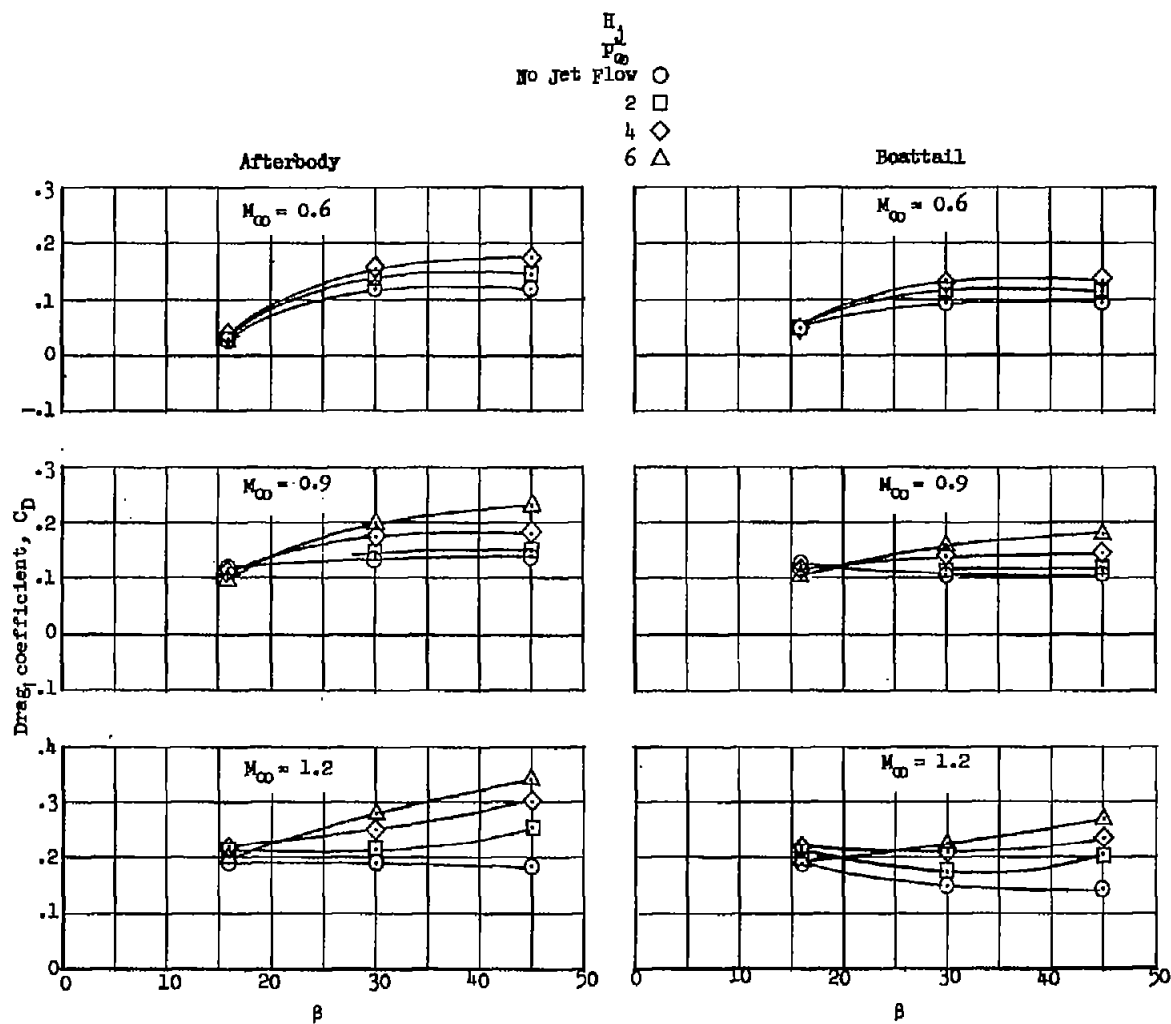 H_j
P_∞
No Jet Flow
2
4
6
Afterbody
Boattail
.3
.2
.1
0
-.1
M_∞ = 0.6
M_∞ = 0.6
.3
.2
.1
0
.1
M_∞ = 0.9
M_∞ = 0.9
Drag coefficient, C_D
.4
.3
.2
.1
0
M_∞ = 1.2
M_∞ = 1.2
0 10 20 30 40 50
0 10 20 30 40 50
β
β